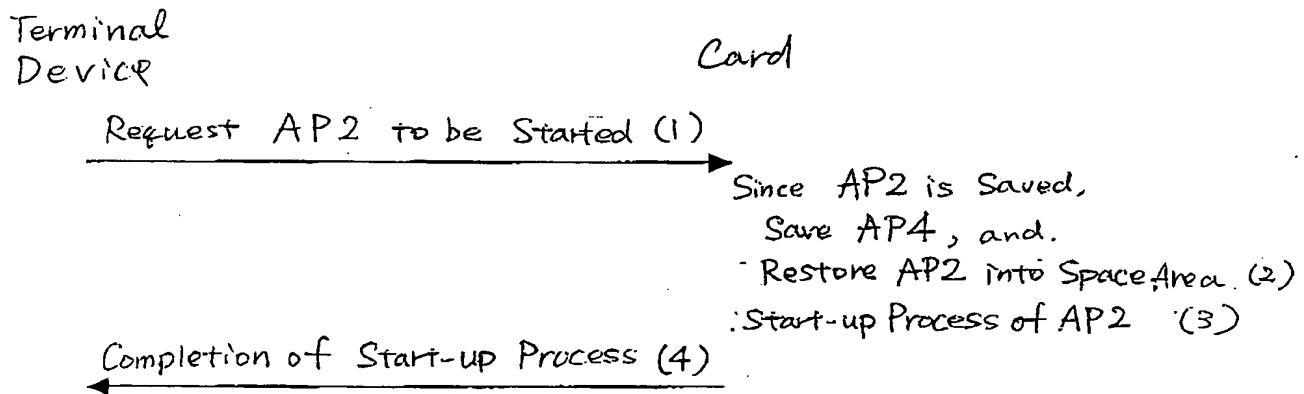 Terminal
Device
Card
Request AP2 to be Started (1)
Since AP2 is Saved,
Save AP4, and.
Restore AP2 into Space Area. (2)
Start-up Process of AP2 (3)
Completion of Start-up Process (4)